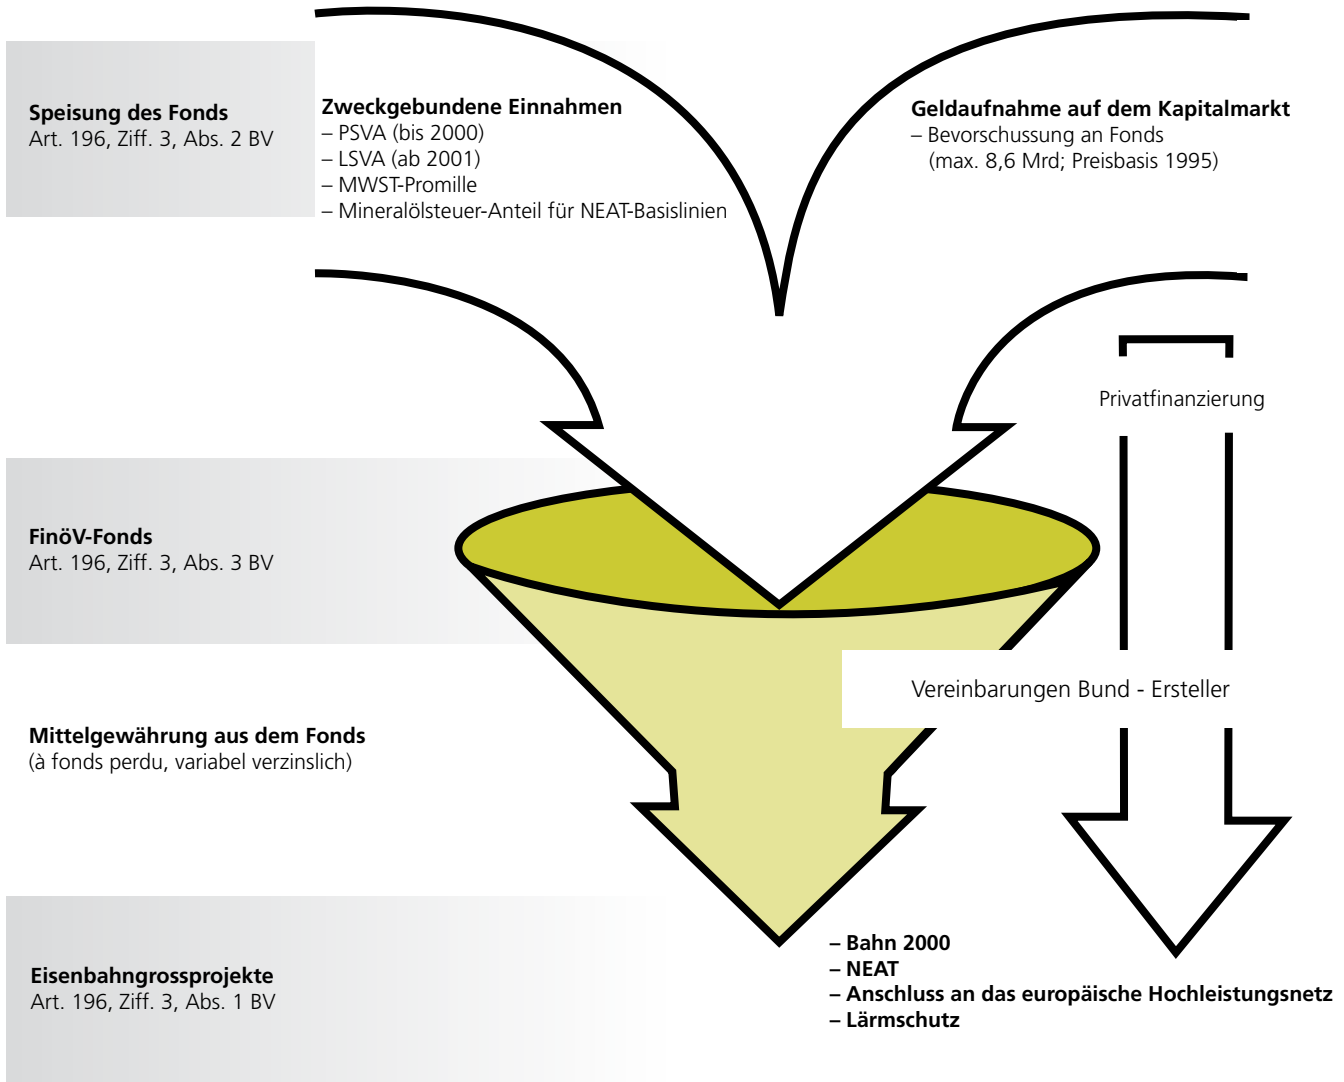 Speisung des Fonds
Art. 196, Ziff. 3, Abs. 2 BV
Zweckgebundene Einnahmen
– PSVA (bis 2000)
– LSVA (ab 2001)
– MWST-Promille
– Mineralölsteuer-Anteil für NEAT-Basislinien
Geldaufnahme auf dem Kapitalmarkt
– Bevorschussung an Fonds
(max. 8,6 Mrd; Preisbasis 1995)
Privatfinanzierung
FinöV-Fonds
Art. 196, Ziff. 3, Abs. 3 BV
Vereinbarungen Bund - Ersteller
Mittelgewährung aus dem Fonds
(à fonds perdu, variabel verzinslich)
Eisenbahngrossprojekte
Art. 196, Ziff. 3, Abs. 1 BV
– Bahn 2000
– NEAT
– Anschluss an das europäische Hochleistungsnetz
– Lärmschutz